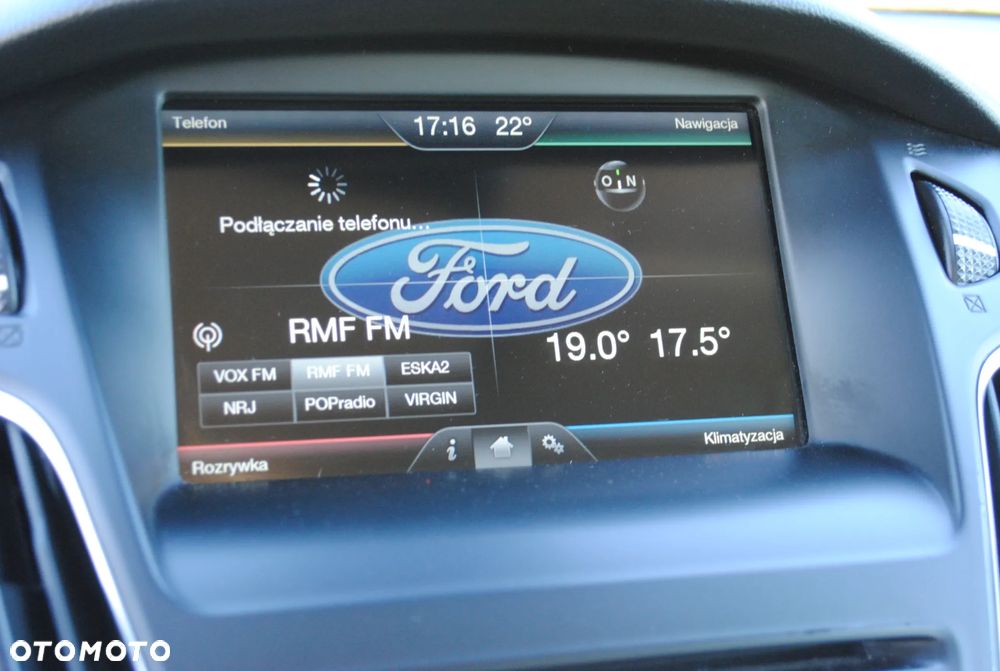 Telefon
17:16 22°
Nawigacja
Podłączanie telefonu...
O N
Ford
RMF FM
19.0° 17.5°
VOX FM RMF FM ESKA2
NRJ POPradio VIRGIN
i
Rozrywka
Klimatyzacja
OTOMOTO